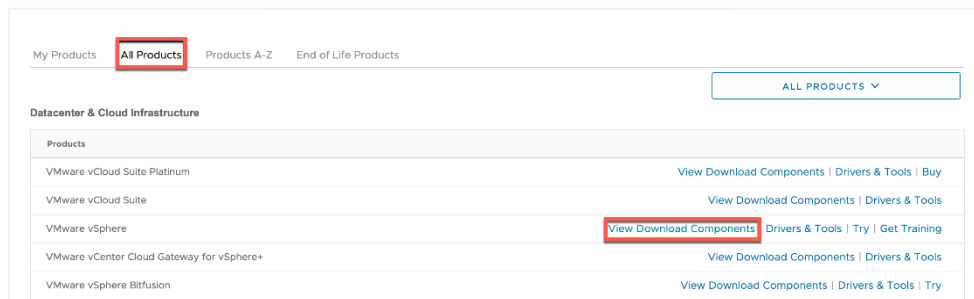 My Products All Products Products A-Z End of Life Products
ALL PRODUCTS
Datacenter & Cloud Infrastructure
Products
VMware vCloud Suite Platinum View Download Components | Drivers & Tools | Buy
VMware vCloud Suite View Download Components | Drivers & Tools
VMware vSphere View Download Components Drivers & Tools | Try | Get Training
VMware vCenter Cloud Gateway for vSphere+ View Download Components | Drivers & Tools
VMware vSphere Bitfusion View Download Components | Drivers & Tools | Try